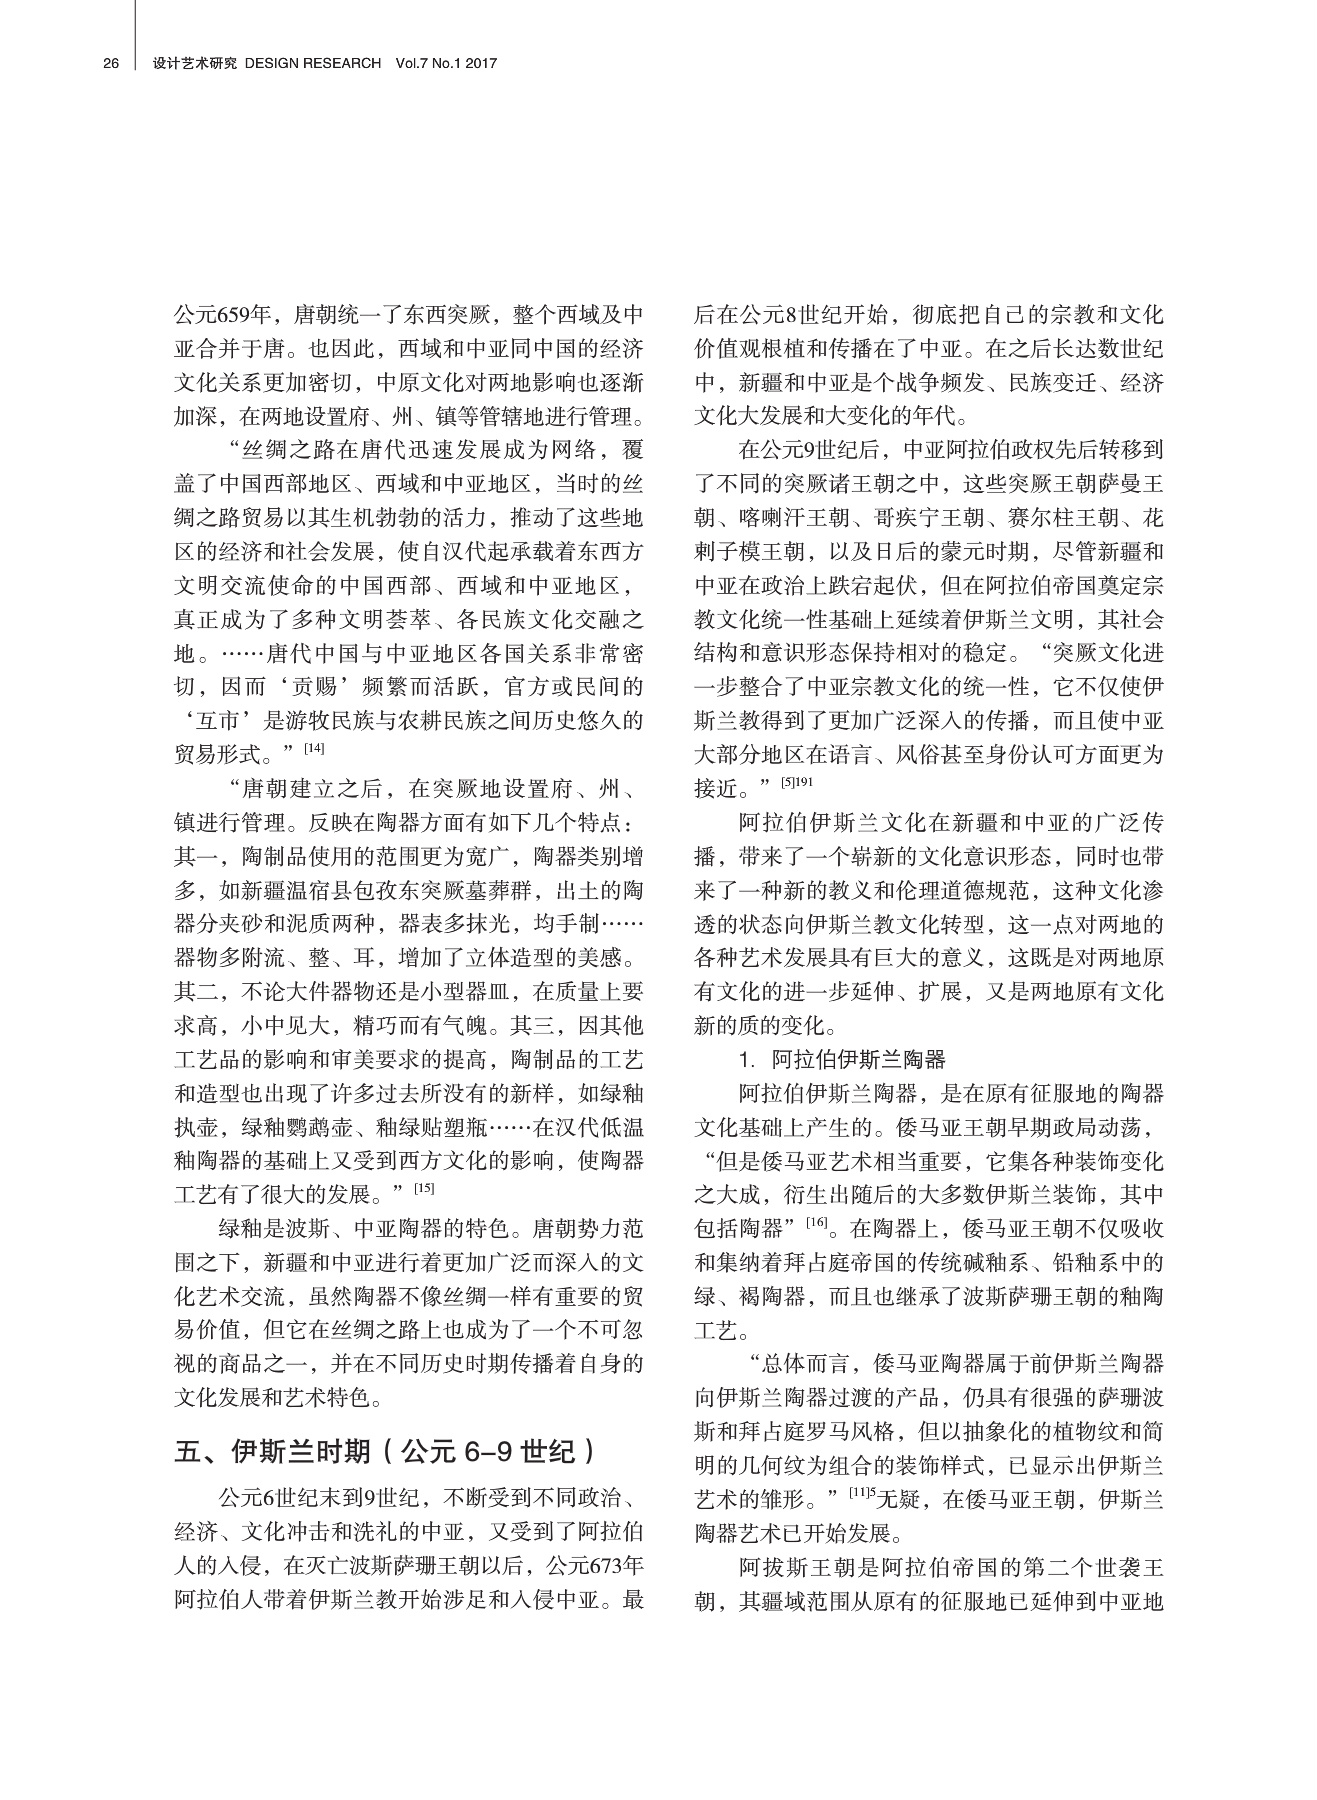 26 设计艺术研究 DESIGN RESEARCH Vol.7 No.1 2017
公元659年，唐朝统一了东西突厥，整个西域及中
亚合并于唐。也因此，西域和中亚同中国的经济
文化关系更加密切，中原文化对两地影响也逐渐
加深，在两地设置府、州、镇等管辖地进行管理。
“丝绸之路在唐代迅速发展成为网络，覆
盖了中国西部地区、西域和中亚地区，当时的丝
绸之路贸易以其生机勃勃的活力，推动了这些地
区的经济和社会发展，使自汉代起承载着东西方
文明交流使命的中国西部、西域和中亚地区，
真正成为了多种文明荟萃、各民族文化交融之
地。……唐代中国与中亚地区各国关系非常密
切，因而‘贡赐’频繁而活跃，官方或民间的
‘互市’是游牧民族与农耕民族之间历史悠久的
贸易形式。”[14]
“唐朝建立之后，在突厥地设置府、州、
镇进行管理。反映在陶器方面有如下几个特点：
其一，陶制品使用的范围更为宽广，陶器类别增
多，如新疆温宿县包孜东突厥墓葬群，出土的陶
器分夹砂和泥质两种，器表多抹光，均手制……
器物多附流、整、耳，增加了立体造型的美感。
其二，不论大件器物还是小型器皿，在质量上要
求高，小中见大，精巧而有气魄。其三，因其他
工艺品的影响和审美要求的提高，陶制品的工艺
和造型也出现了许多过去所没有的新样，如绿釉
执壶，绿釉鹦鹉壶、釉绿贴塑瓶……在汉代低温
釉陶器的基础上又受到西方文化的影响，使陶器
工艺有了很大的发展。”[15]
绿釉是波斯、中亚陶器的特色。唐朝势力范
围之下，新疆和中亚进行着更加广泛而深入的文
化艺术交流，虽然陶器不像丝绸一样有重要的贸
易价值，但它在丝绸之路上也成为了一个不可忽
视的商品之一，并在不同历史时期传播着自身的
文化发展和艺术特色。
五、伊斯兰时期（公元 6–9 世纪）
公元6世纪末到9世纪，不断受到不同政治、
经济、文化冲击和洗礼的中亚，又受到了阿拉伯
人的入侵，在灭亡波斯萨珊王朝以后，公元673年
阿拉伯人带着伊斯兰教开始涉足和入侵中亚。最
后在公元8世纪开始，彻底把自己的宗教和文化
价值观根植和传播在了中亚。在之后长达数世纪
中，新疆和中亚是个战争频发、民族变迁、经济
文化大发展和大变化的年代。
在公元9世纪后，中亚阿拉伯政权先后转移到
了不同的突厥诸王朝之中，这些突厥王朝萨曼王
朝、喀喇汗王朝、哥疾宁王朝、赛尔柱王朝、花
剌子模王朝，以及日后的蒙元时期，尽管新疆和
中亚在政治上跌宕起伏，但在阿拉伯帝国奠定宗
教文化统一性基础上延续着伊斯兰文明，其社会
结构和意识形态保持相对的稳定。“突厥文化进
一步整合了中亚宗教文化的统一性，它不仅使伊
斯兰教得到了更加广泛深入的传播，而且使中亚
大部分地区在语言、风俗甚至身份认可方面更为
接近。”[5]191
阿拉伯伊斯兰文化在新疆和中亚的广泛传
播，带来了一个崭新的文化意识形态，同时也带
来了一种新的教义和伦理道德规范，这种文化渗
透的状态向伊斯兰教文化转型，这一点对两地的
各种艺术发展具有巨大的意义，这既是对两地原
有文化的进一步延伸、扩展，又是两地原有文化
新的质的变化。
1. 阿拉伯伊斯兰陶器
阿拉伯伊斯兰陶器，是在原有征服地的陶器
文化基础上产生的。倭马亚王朝早期政局动荡，
“但是倭马亚艺术相当重要，它集各种装饰变化
之大成，衍生出随后的大多数伊斯兰装饰，其中
包括陶器”[16]。在陶器上，倭马亚王朝不仅吸收
和集纳着拜占庭帝国的传统碱釉系、铅釉系中的
绿、褐陶器，而且也继承了波斯萨珊王朝的釉陶
工艺。
“总体而言，倭马亚陶器属于前伊斯兰陶器
向伊斯兰陶器过渡的产品，仍具有很强的萨珊波
斯和拜占庭罗马风格，但以抽象化的植物纹和简
明的几何纹为组合的装饰样式，已显示出伊斯兰
艺术的雏形。”[11]5无疑，在倭马亚王朝，伊斯兰
陶器艺术已开始发展。
阿拔斯王朝是阿拉伯帝国的第二个世袭王
朝，其疆域范围从原有的征服地已延伸到中亚地